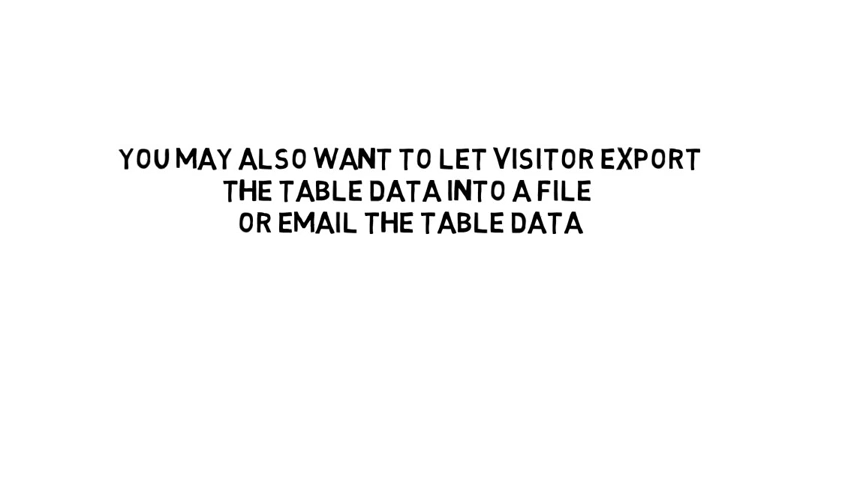 YOU MAY ALSO WANT TO LET VISITOR EXPORT
THE TABLE DATA INTO A FILE
OR EMAIL THE TABLE DATA